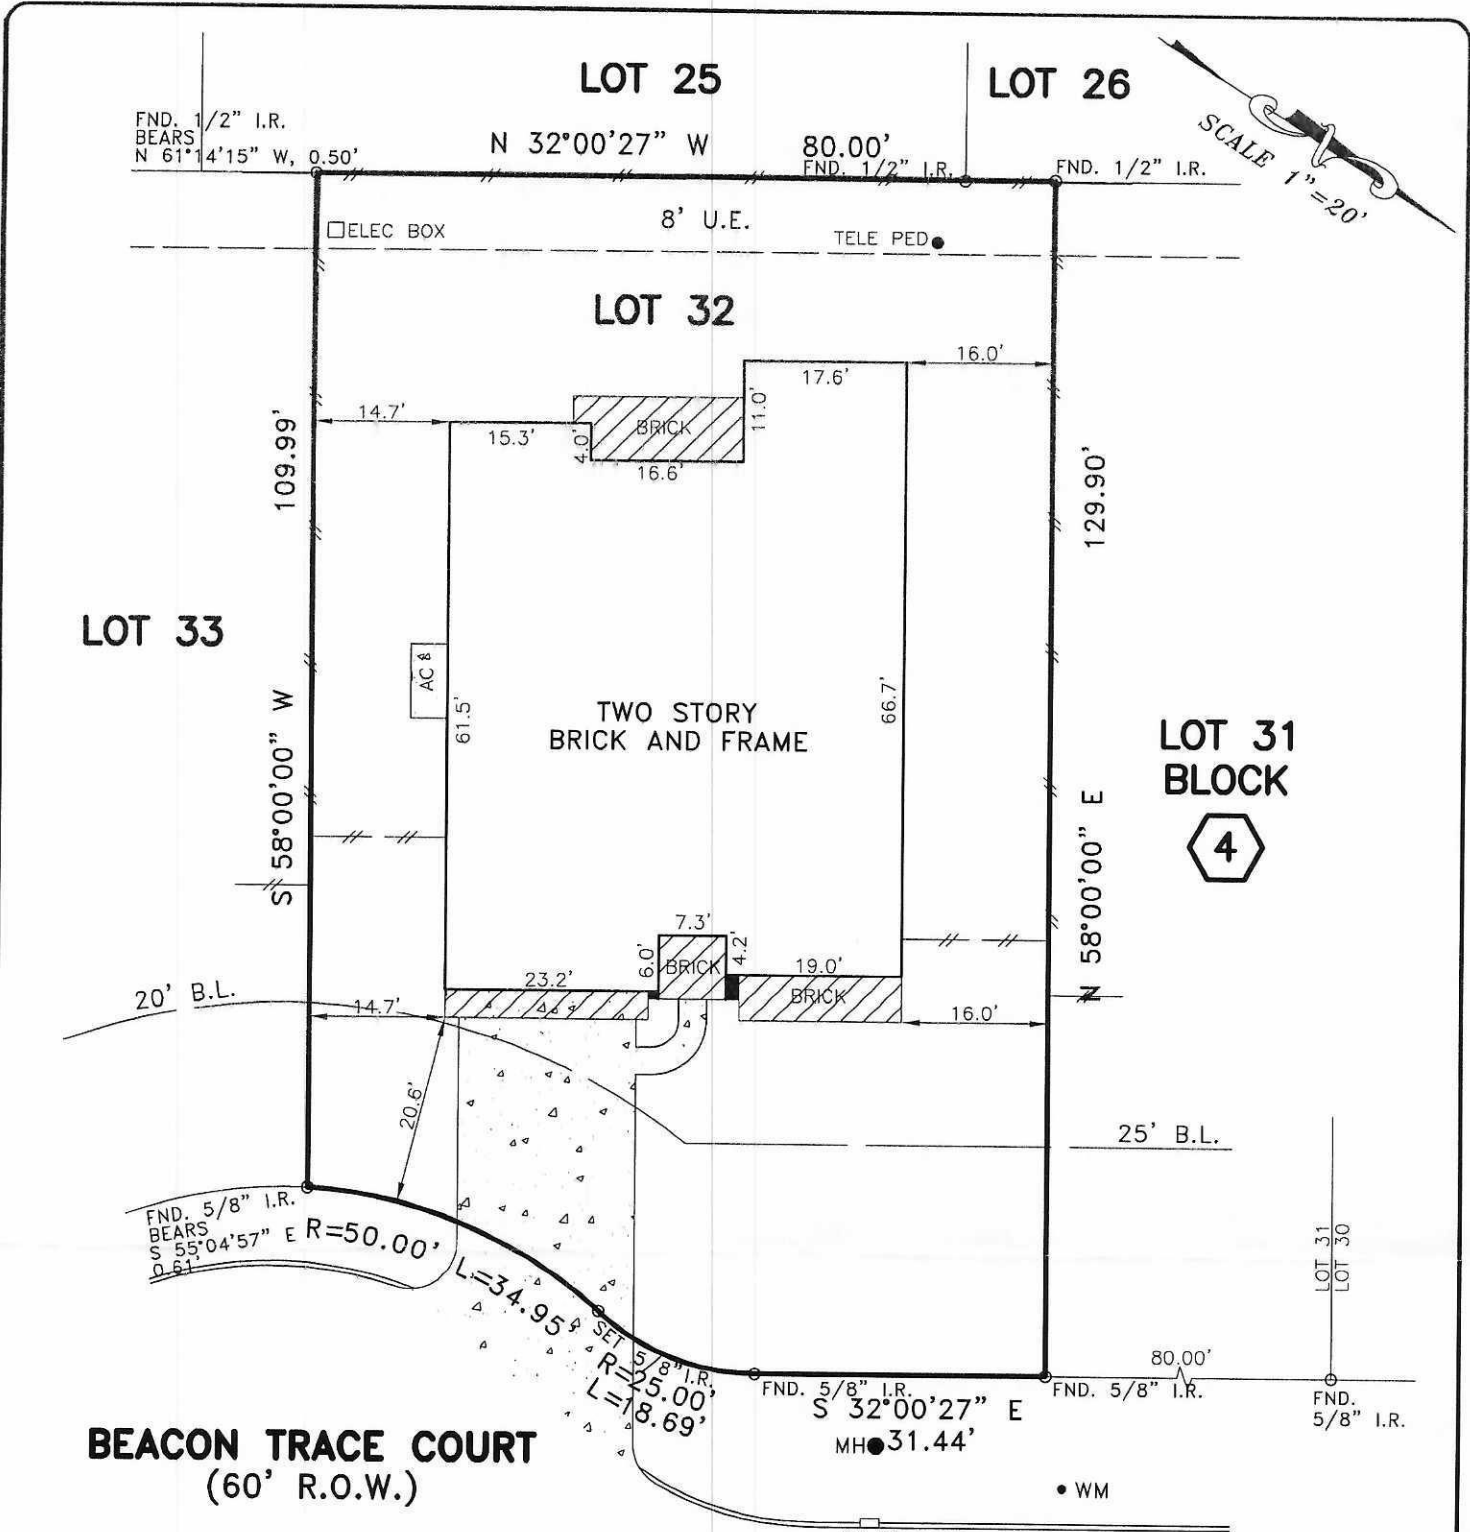 LOT 25
LOT 26
FND. 1/2" I.R.
BEARS
N 61°14'15" W, 0.50'
N 32°00'27" W
80.00'
FND. 1/2" I.R.
FND. 1/2" I.R.
SCALE 1"=20'
ELEC BOX
8' U.E.
TELE PED
LOT 32
16.0'
17.6'
14.7'
15.3'
4.0'
BRICK
11.0'
16.6'
109.99'
129.90'
LOT 33
AC
61.5'
TWO STORY
BRICK AND FRAME
66.7'
S 58°00'00" W
N 58°00'00" E
LOT 31
BLOCK
4
7.3'
6.0'
BRICK
4.2'
23.2'
19.0'
BRICK
20' B.L.
14.7'
16.0'
20.6'
25' B.L.
FND. 5/8" I.R.
BEARS
S 55°04'57" E
0.61'
R=50.00'
L=34.95'
SET 5/8" I.R.
R=25.00'
L=18.69'
LOT 31
LOT 30
80.00'
FND. 5/8" I.R.
FND. 5/8" I.R.
FND.
5/8" I.R.
S 32°00'27" E
31.44'
MH
WM
BEACON TRACE COURT
(60' R.O.W.)